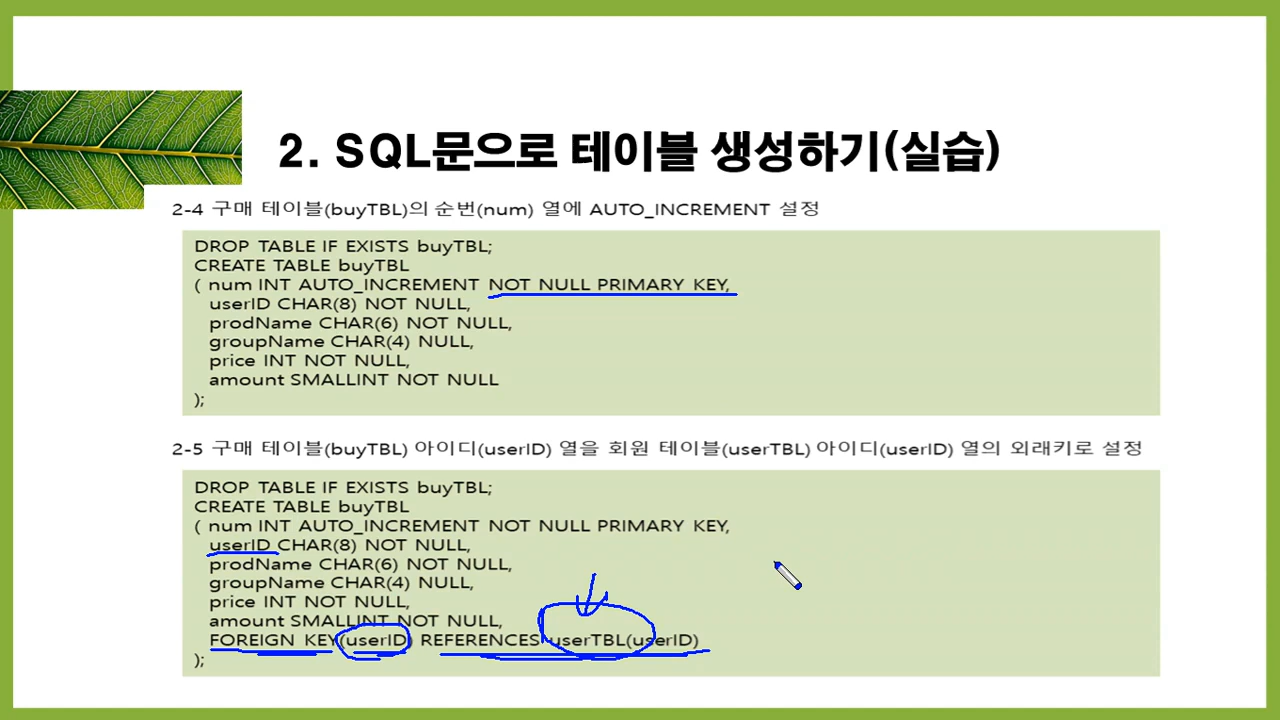 2. SQL문으로 테이블 생성하기(실습)
2-4 구매 테이블(buyTBL)의 순번(num) 열에 AUTO_INCREMENT 설정
DROP TABLE IF EXISTS buyTBL;
CREATE TABLE buyTBL
( num INT AUTO_INCREMENT NOT NULL PRIMARY KEY,
userID CHAR(8) NOT NULL,
prodName CHAR(6) NOT NULL,
groupName CHAR(4) NULL,
price INT NOT NULL,
amount SMALLINT NOT NULL
);
2-5 구매 테이블(buyTBL) 아이디(userID) 열을 회원 테이블(userTBL) 아이디(userID) 열의 외래키로 설정
DROP TABLE IF EXISTS buyTBL;
CREATE TABLE buyTBL
( num INT AUTO_INCREMENT NOT NULL PRIMARY KEY,
userID CHAR(8) NOT NULL,
prodName CHAR(6) NOT NULL,
groupName CHAR(4) NULL,
price INT NOT NULL,
amount SMALLINT NOT NULL,
FOREIGN KEY(userID) REFERENCES userTBL(userID)
);